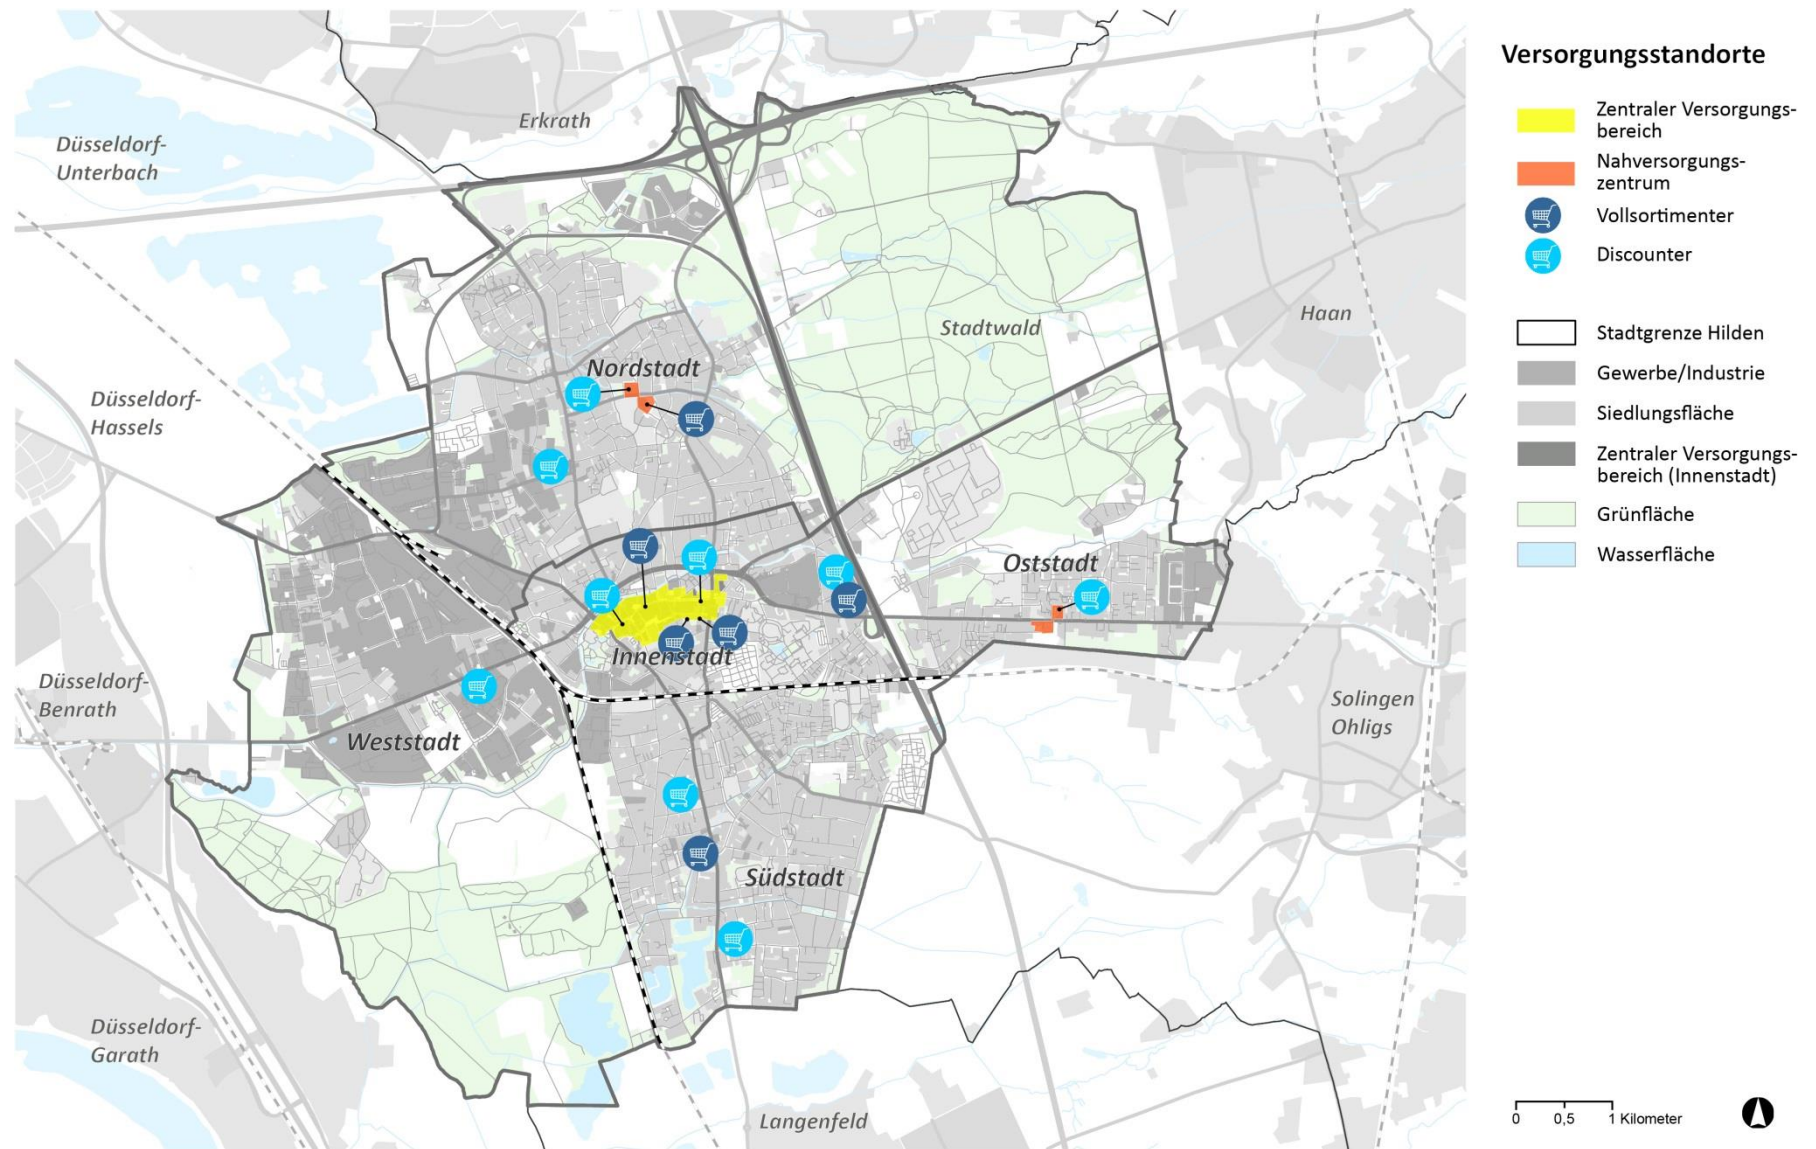 Versorgungsstandorte
Zentraler Versorgungs-
bereich
Nahversorgungs-
zentrum
Vollsortimenter
Discounter
Stadtgrenze Hilden
Gewerbe/Industrie
Siedlungsfläche
Zentraler Versorgungs-
bereich (Innenstadt)
Grünfläche
Wasserfläche
0 0,5 1 Kilometer
Erkrath
Düsseldorf-
Unterbach
Haan
Stadtwald
Nordstadt
Düsseldorf-
Hassels
Oststadt
Innenstadt
Düsseldorf-
Benrath
Solingen
Ohligs
Weststadt
Südstadt
Düsseldorf-
Garath
Langenfeld